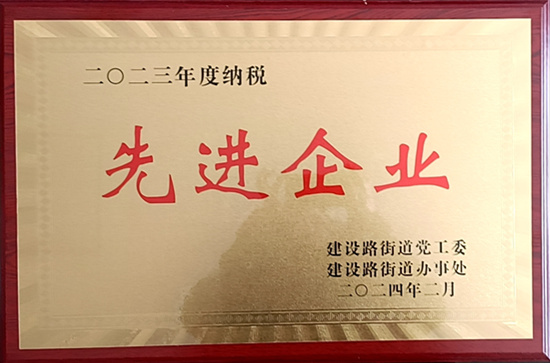 二〇二三年度纳税
先进企业
建设路街道党工委
建设路街道办事处
二〇二四年二月